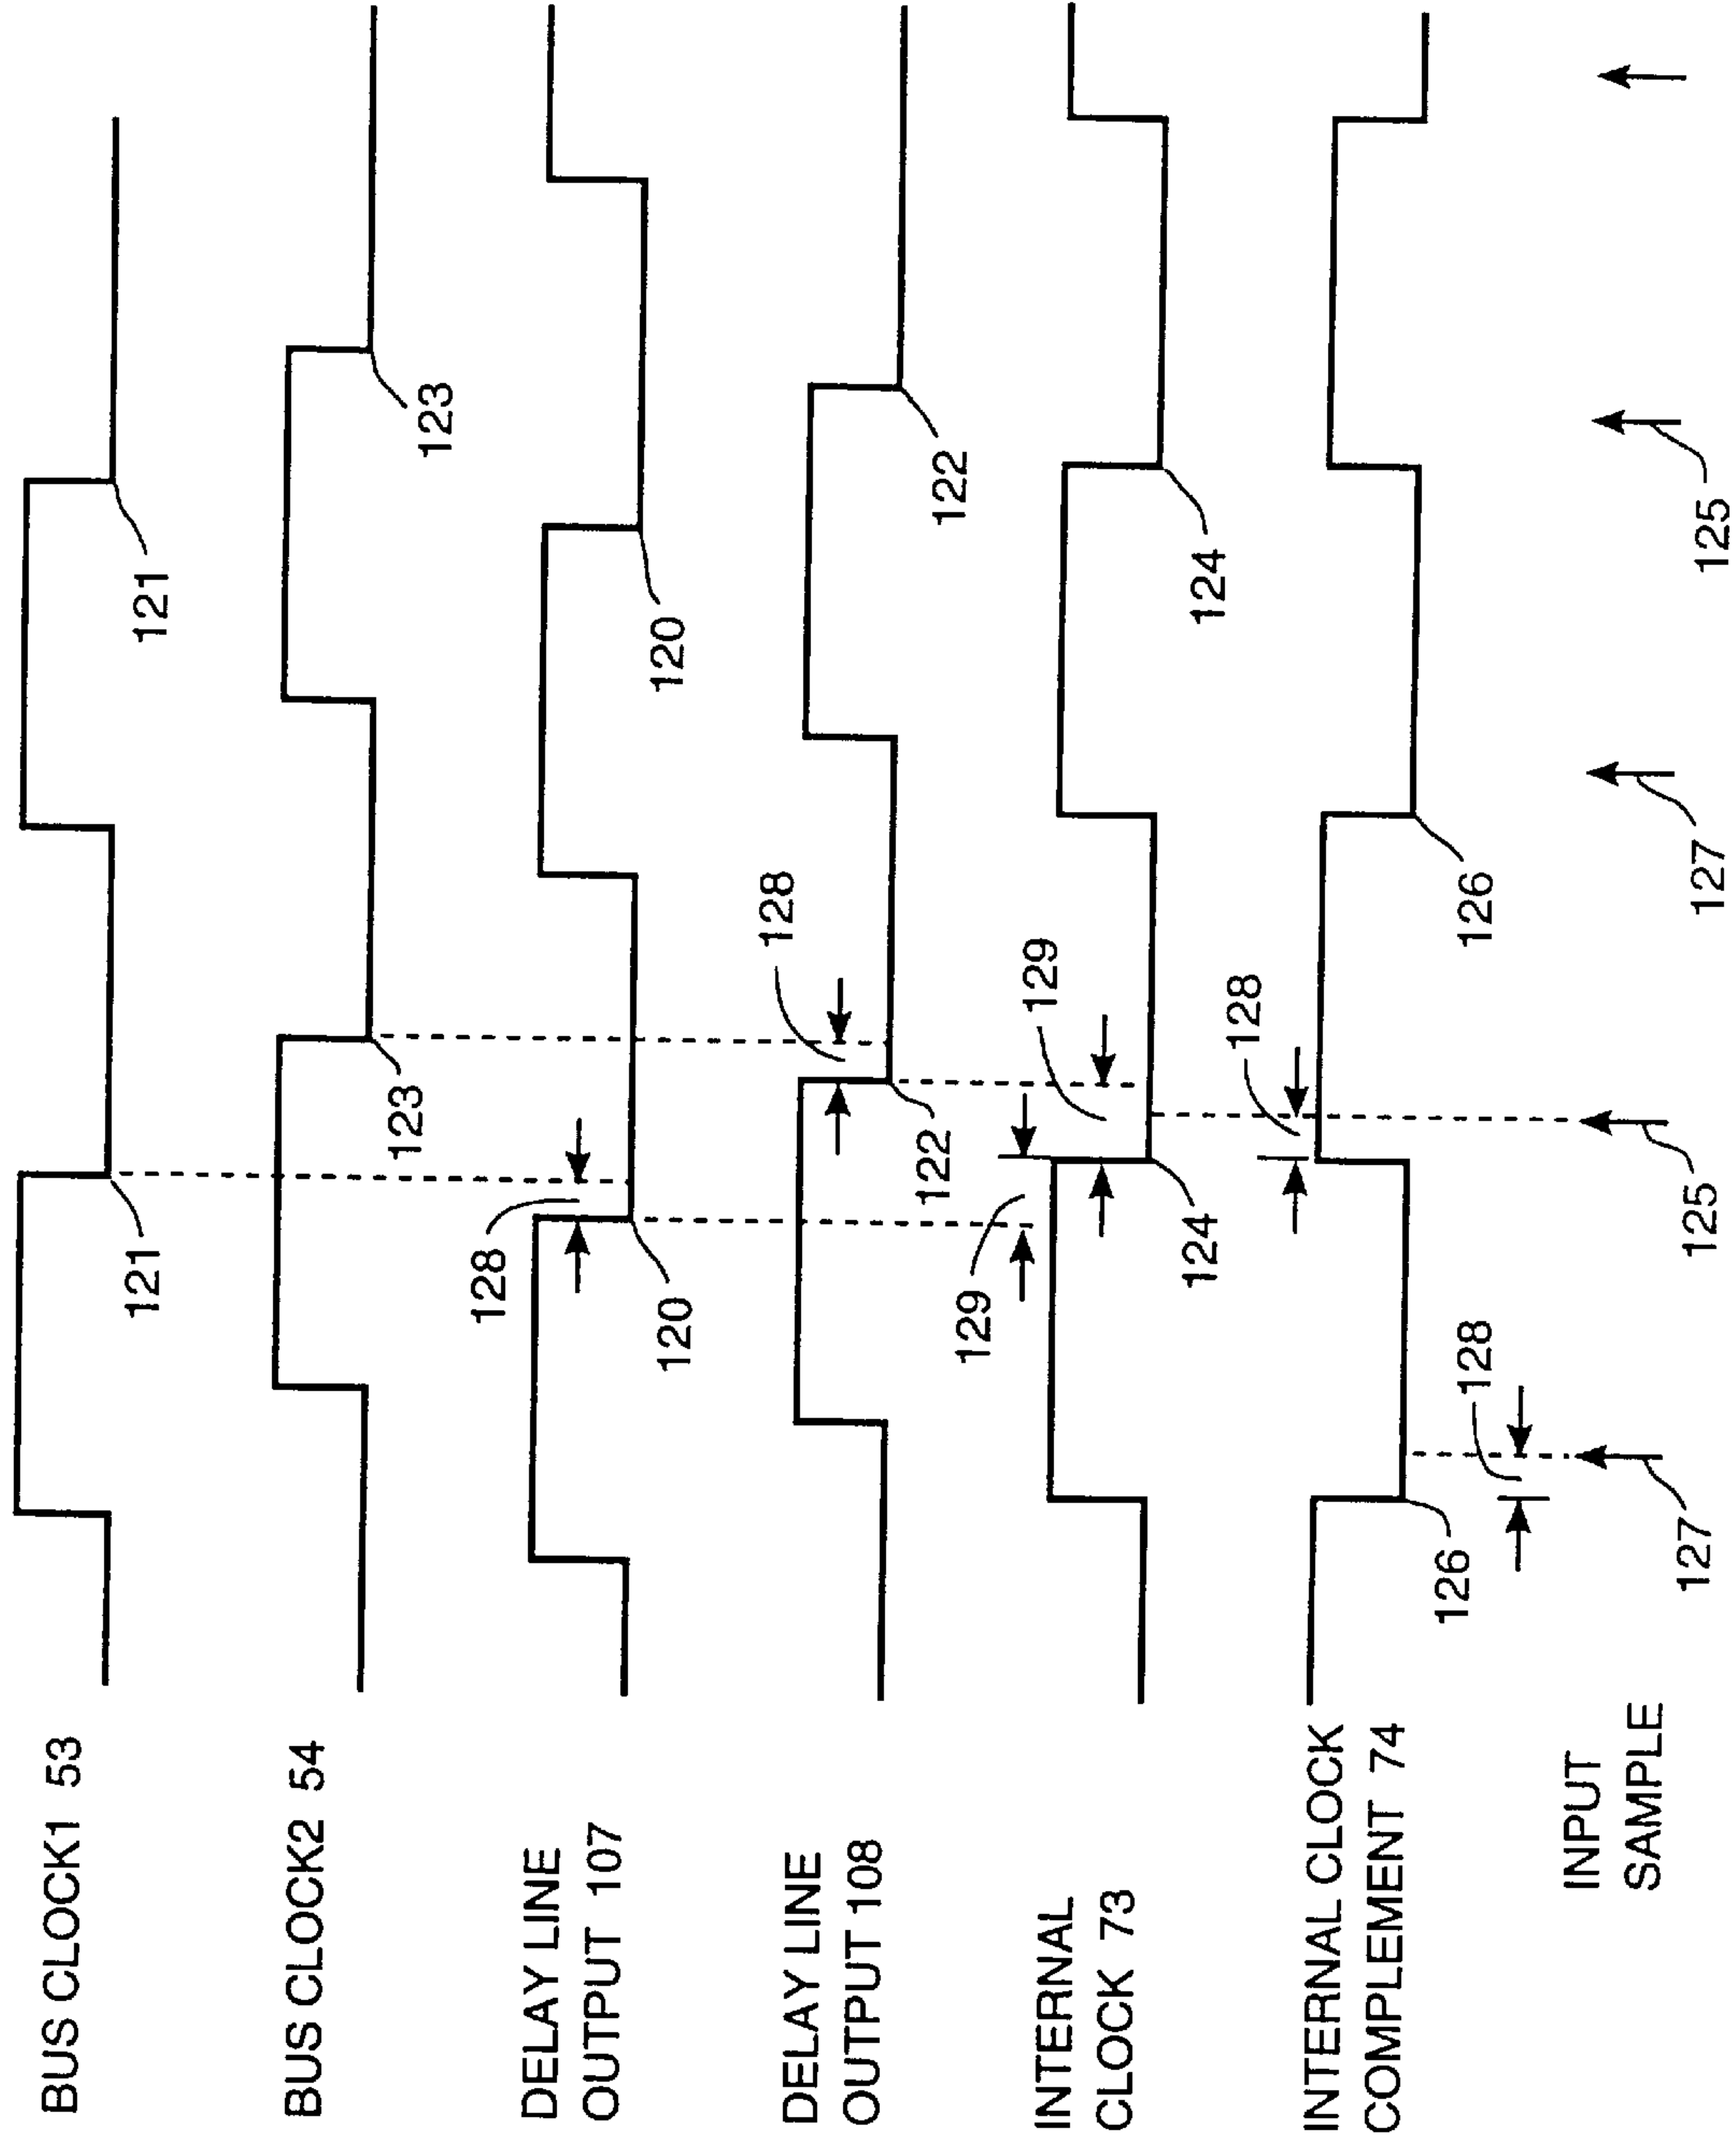 BUS CLOCK1 53
121
121
BUS CLOCK2 54
123
123
DELAY LINE
OUTPUT 107
128
120
120
DELAY LINE
OUTPUT 108
128
122
122
INTERNAL
CLOCK 73
129
129
124
124
INTERNAL CLOCK
COMPLEMENT 74
128
126
128
126
INPUT
SAMPLE
127
125
127
125